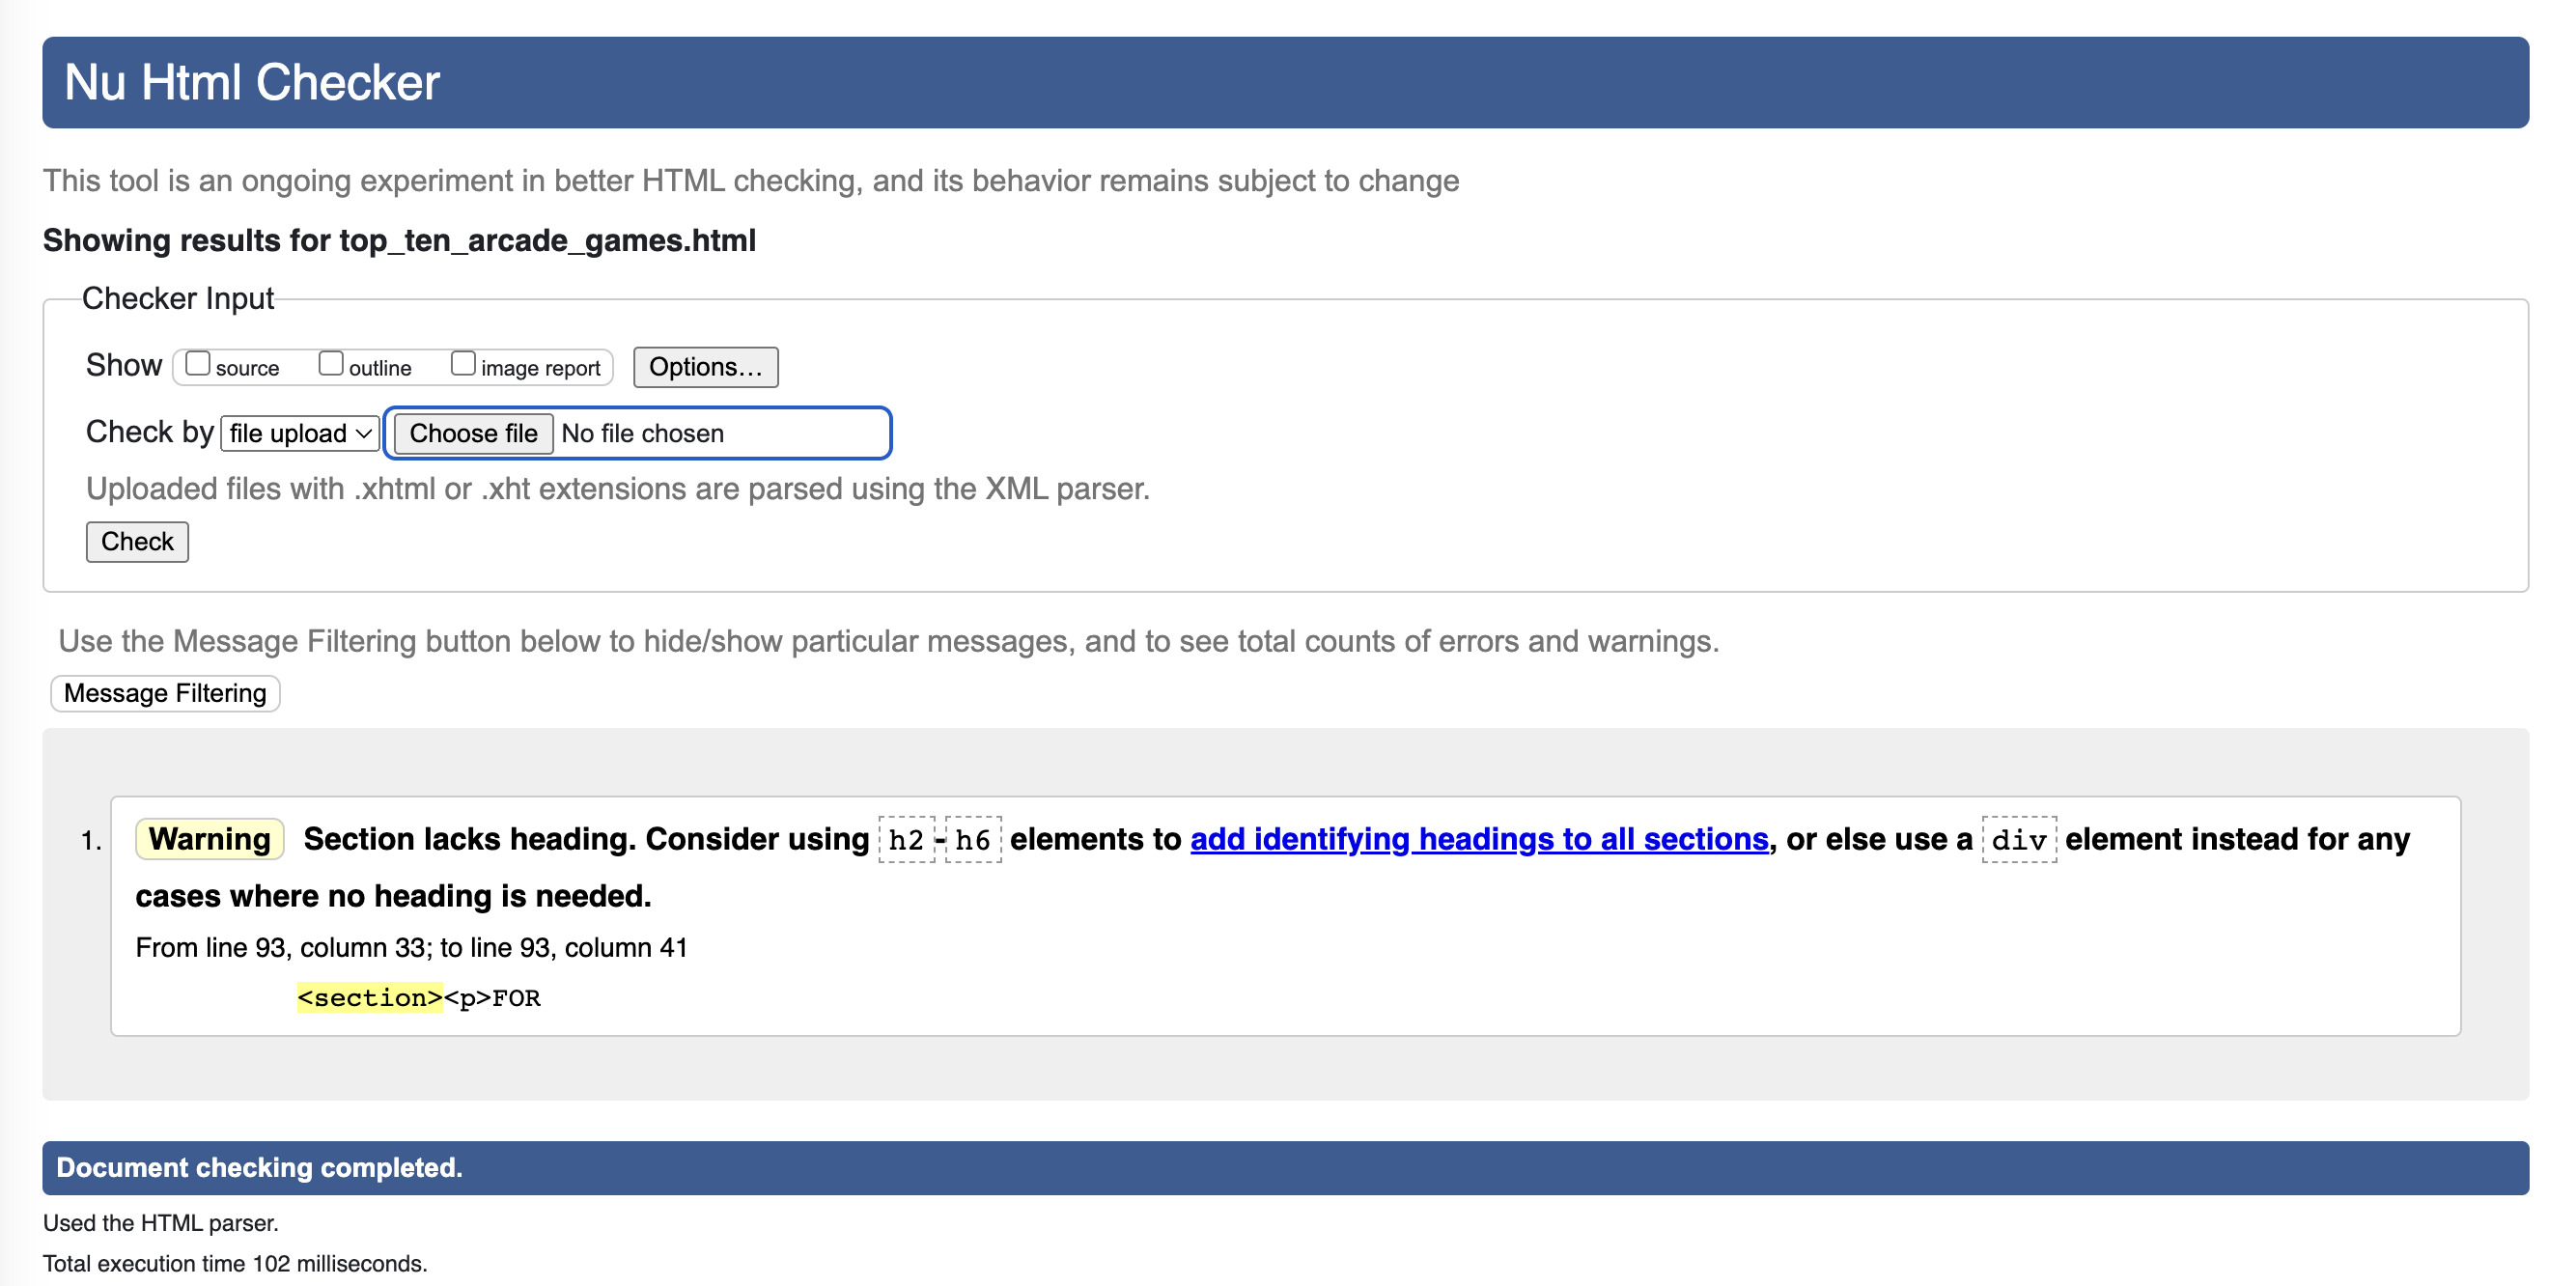 Nu Html Checker
This tool is an ongoing experiment in better HTML checking, and its behavior remains subject to change
Showing results for top_ten_arcade_games.html
Checker Input
Show source outline image report Options...
Check by file upload Choose file No file chosen
Uploaded files with .xhtml or .xht extensions are parsed using the XML parser.
Check
Use the Message Filtering button below to hide/show particular messages, and to see total counts of errors and warnings.
Message Filtering
1. Warning Section lacks heading. Consider using h2-h6 elements to add identifying headings to all sections, or else use a div element instead for any
cases where no heading is needed.
From line 93, column 33; to line 93, column 41
<section><p>FOR
Document checking completed.
Used the HTML parser.
Total execution time 102 milliseconds.